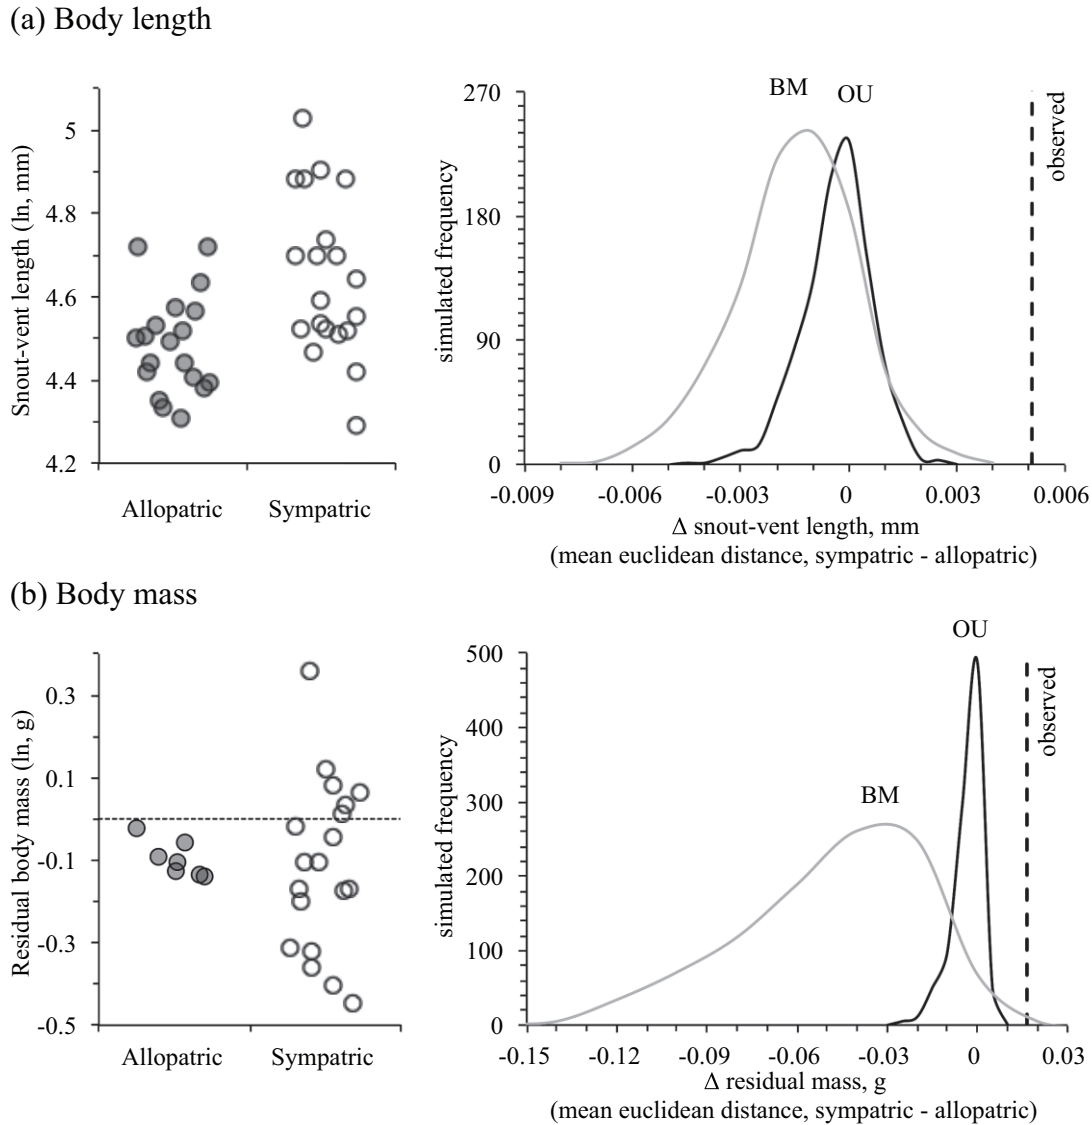 (a) Body length
Snout-vent length (ln, mm)
5
4.8
4.6
4.4
4.2
Allopatric
Sympatric
simulated frequency
270
180
90
0
BM
OU
observed
-0.009
-0.006
-0.003
0
0.003
0.006
Δ snout-vent length, mm
(mean euclidean distance, sympatric - allopatric)
(b) Body mass
Residual body mass (ln, g)
0.3
0.1
-0.1
-0.3
-0.5
Allopatric
Sympatric
simulated frequency
500
400
300
200
100
0
OU
BM
observed
-0.15
-0.12
-0.09
-0.06
-0.03
0
0.03
Δ residual mass, g
(mean euclidean distance, sympatric - allopatric)